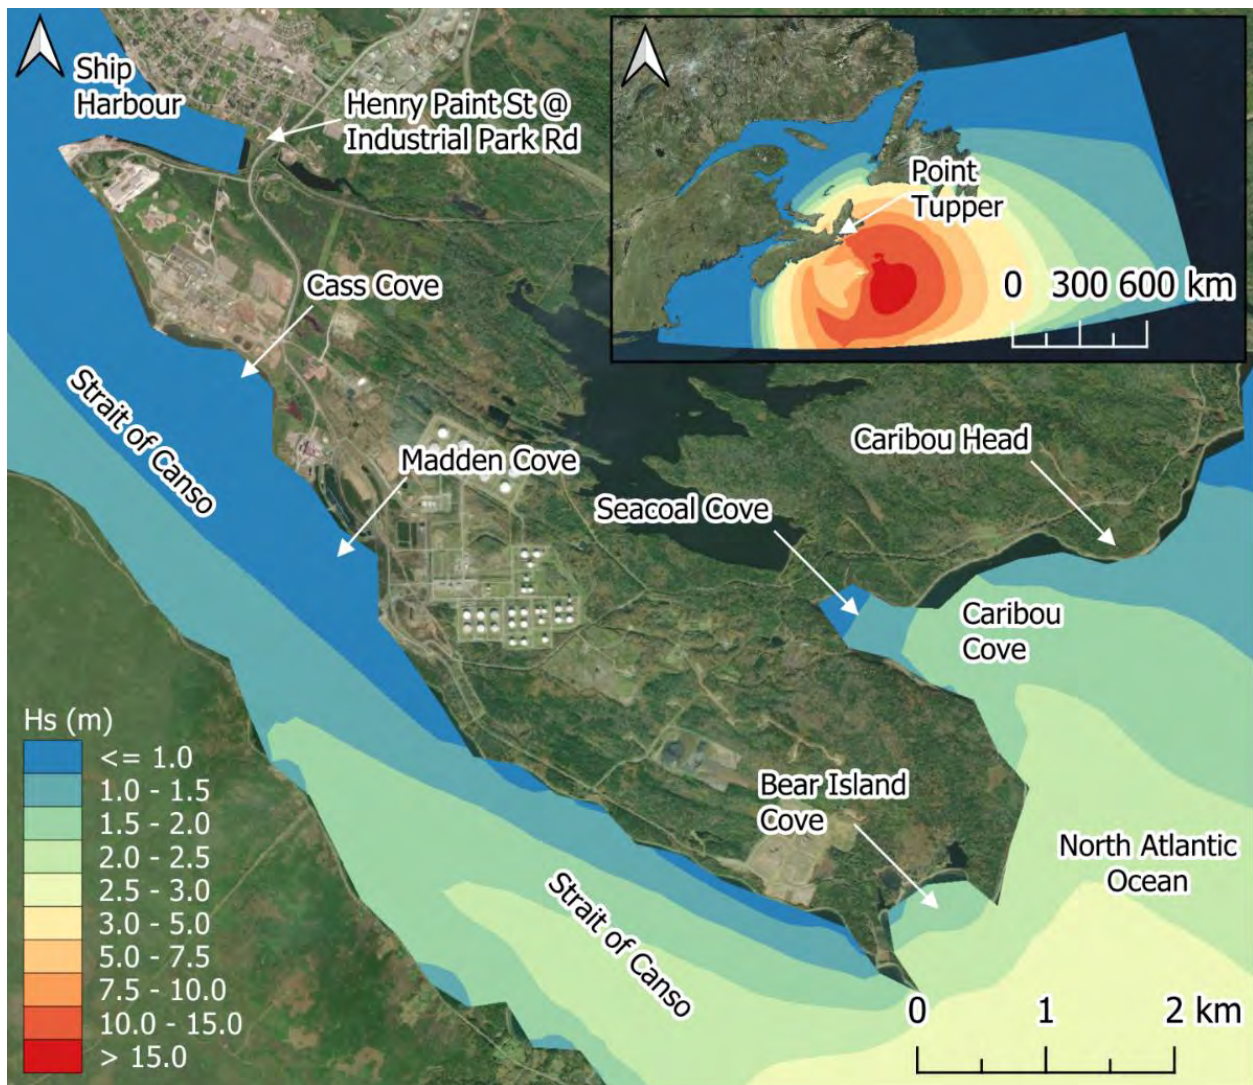 Ship
Harbour
Henry Paint St @
Industrial Park Rd
Point
Tupper
0 300 600 km
Cass Cove
Strait of Canso
Madden Cove
Caribou Head
Seacoal Cove
Caribou
Cove
Hs (m)
<= 1.0
1.0 - 1.5
1.5 - 2.0
2.0 - 2.5
2.5 - 3.0
3.0 - 5.0
5.0 - 7.5
7.5 - 10.0
10.0 - 15.0
> 15.0
Bear Island
Cove
North Atlantic
Ocean
Strait of Canso
0 1 2 km